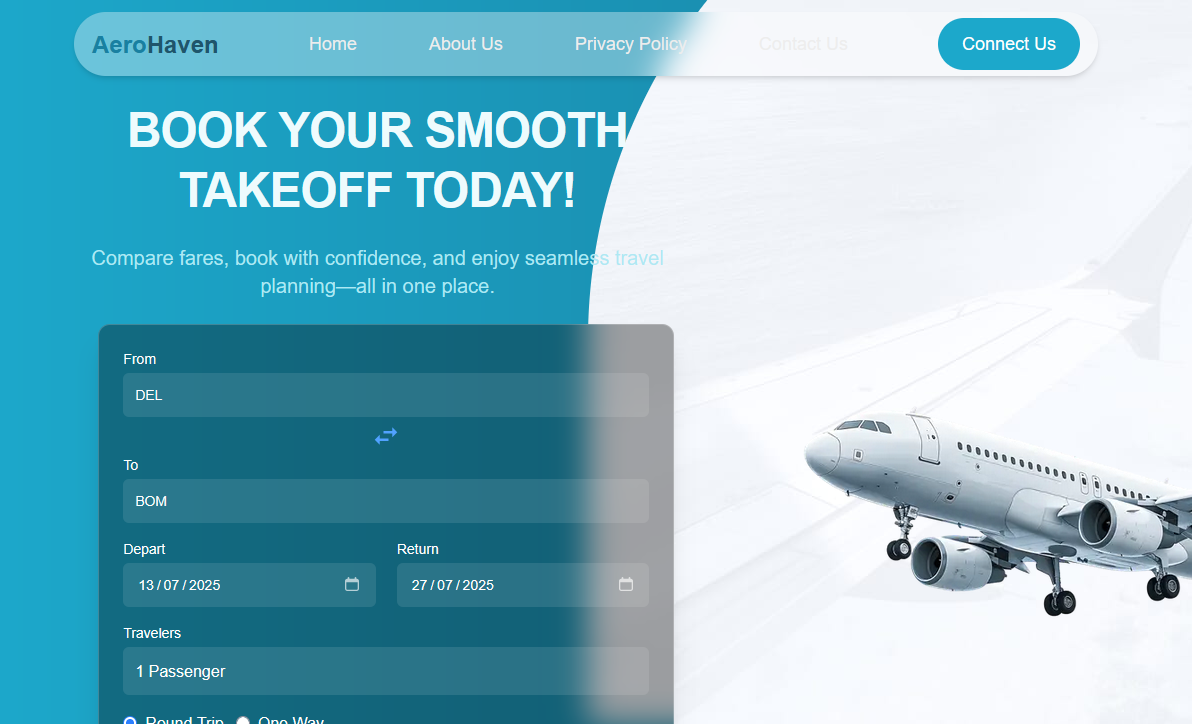 AeroHaven
Home
About Us
Privacy Policy
Contact Us
Connect Us
BOOK YOUR SMOOTH
TAKEOFF TODAY!
Compare fares, book with confidence, and enjoy seamless travel
planning—all in one place.
From
DEL
To
BOM
Depart
Return
13/07/2025
27/07/2025
Travelers
1 Passenger
Round Trip
One Way